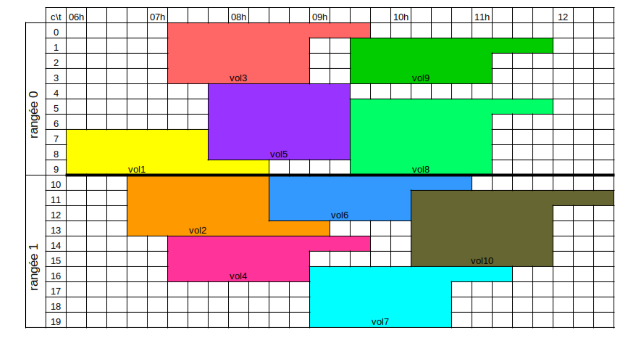 c\t 06h 07h 08h 09h 10h 11h 12
0
1
2
3 vol3 vol9
4
5
6
7
8 vol5
9 vol1 vol8
10
11
12 vol6
13 vol2
14
15 vol10
16 vol4
17
18
19 vol7
rangée 0
rangée 1